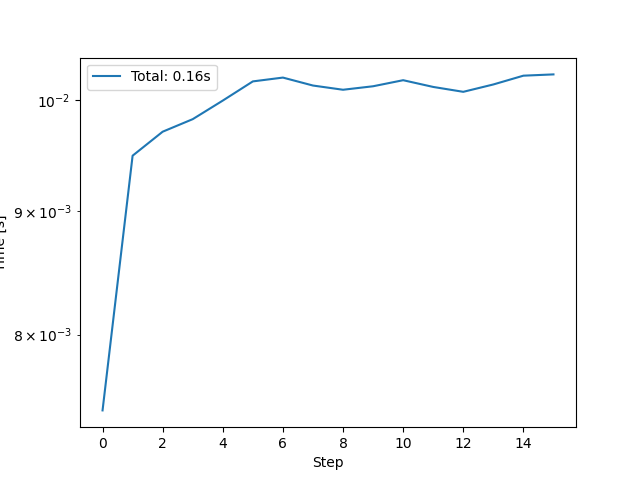 Total: 0.16s
10⁻²
9 × 10⁻³
8 × 10⁻³
[s]
0 2 4 6 8 10 12 14
Step